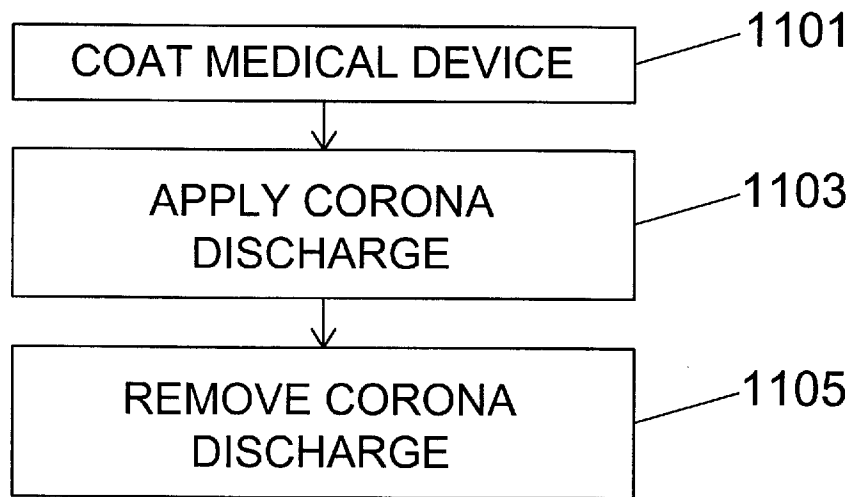 1101
COAT MEDICAL DEVICE
1103
APPLY CORONA
DISCHARGE
1105
REMOVE CORONA
DISCHARGE